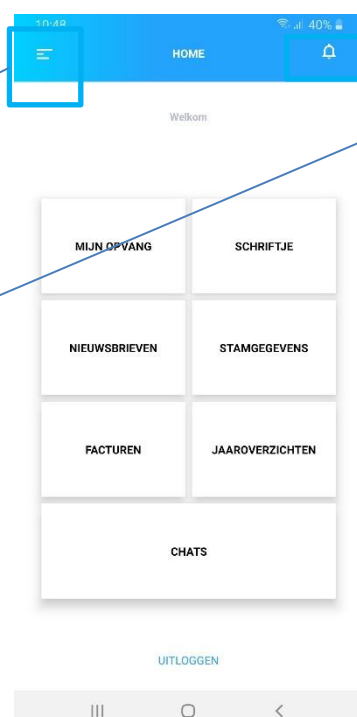 10:48 40%
HOME
Welkom
MIJN OPVANG SCHRIFTJE
NIEUWSBRIEVEN STAMGEGEVENS
FACTUREN JAAROVERZICHTEN
CHATS
UITLOGGEN